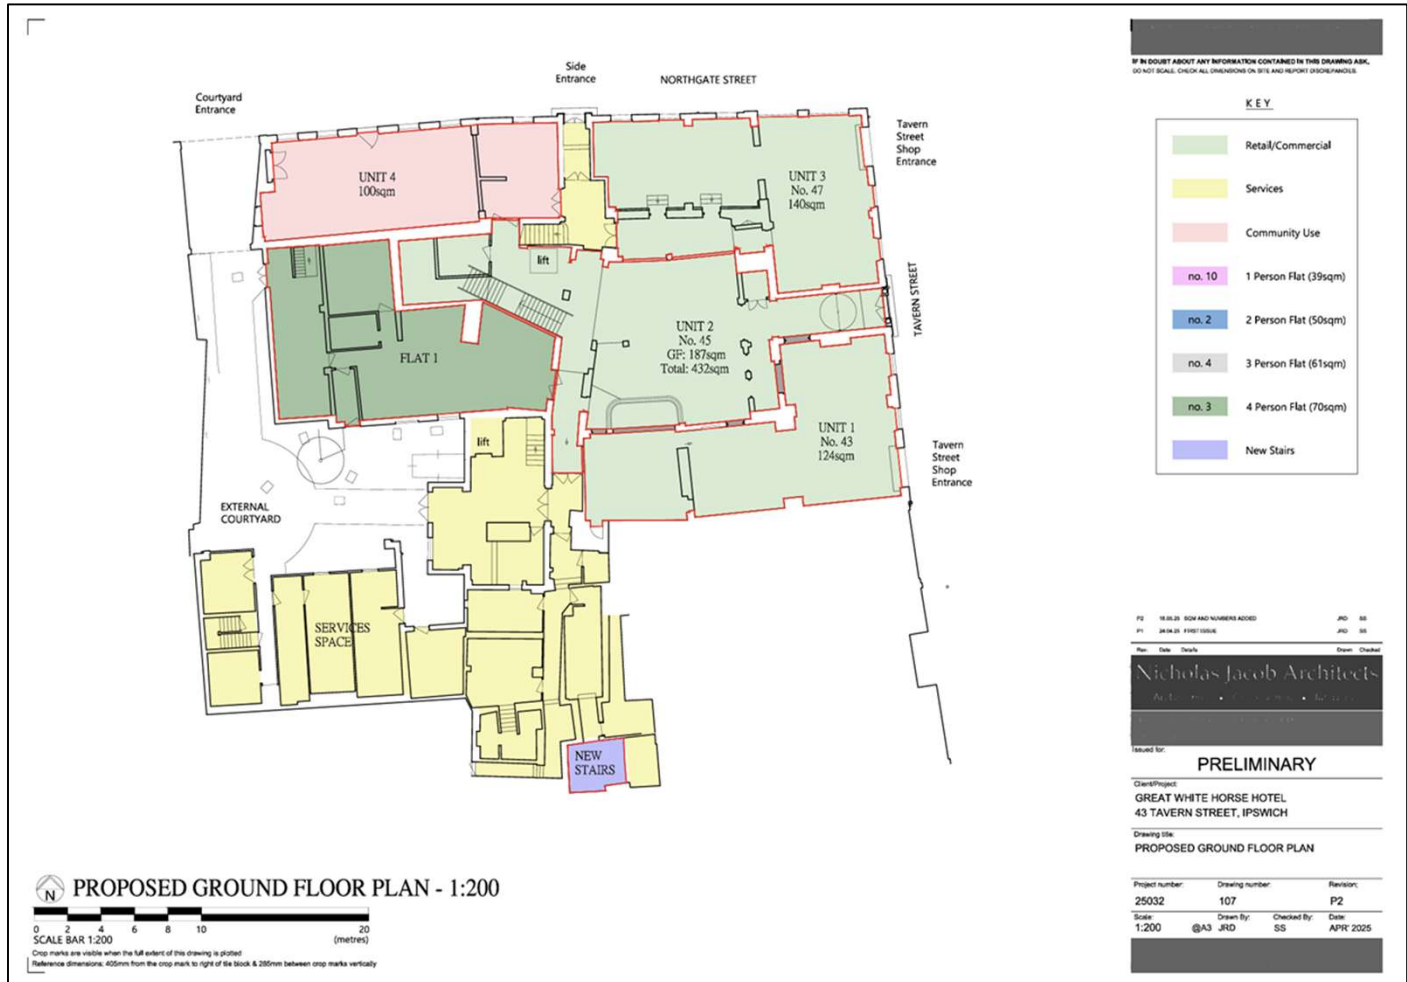 Courtyard
Entrance
Side
Entrance
NORTHGATE STREET
Tavern
Street
Shop
Entrance
UNIT 4
100sqm
UNIT 3
No. 47
140sqm
lift
TAVERN STREET
UNIT 2
No. 45
GF: 187sqm
Total: 432sqm
FLAT 1
UNIT 1
No. 43
124sqm
lift
Tavern
Street
Shop
Entrance
EXTERNAL
COURTYARD
SERVICES
SPACE
NEW
STAIRS
N
PROPOSED GROUND FLOOR PLAN - 1:200
0 2 4 6 8 10 20
SCALE BAR 1:200 (metres)
Crop marks are visible when the full extent of this drawing is plotted
Reference dimensions: 405mm from the crop mark to right of tile block & 285mm between crop marks vertically
IF IN DOUBT ABOUT ANY INFORMATION CONTAINED IN THIS DRAWING ASK,
DO NOT SCALE, CHECK ALL DIMENSIONS ON SITE AND REPORT DISCREPANCIES.
KEY
Retail/Commercial
Services
Community Use
no. 10 1 Person Flat (39sqm)
no. 2 2 Person Flat (50sqm)
no. 4 3 Person Flat (61sqm)
no. 3 4 Person Flat (70sqm)
New Stairs
P2 SQM AND NUMBERS ADDED JRD SS
P1 FIRST ISSUE JRD SS
Rev: Date Details Drawn Checked
Nicholas Jacob Architects
Issued for:
PRELIMINARY
Client/Project:
GREAT WHITE HORSE HOTEL
43 TAVERN STREET, IPSWICH
Drawing title:
PROPOSED GROUND FLOOR PLAN
Project number: Drawing number: Revision:
25032 107 P2
Scale: Drawn By: Checked By: Date:
1:200 @A3 JRD SS APR' 2025